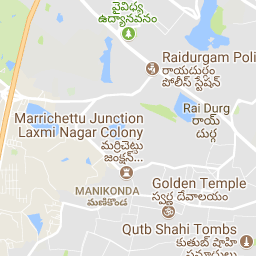 వైవిధ్య
ఉద్యానవనం
Raidurgam Poli
రాయదుర్గం
పోలీస్ స్టేషన్
Rai Durg
రాయ్
దుర్గ
Marrichettu Junction
Laxmi Nagar Colony
మర్రిచెట్టు
జంక్షన్...
MANIKONDA
మణికొండ
Golden Temple
స్వర్ణ దేవాలయం
Qutb Shahi Tombs
కుతుబ్ షాహి